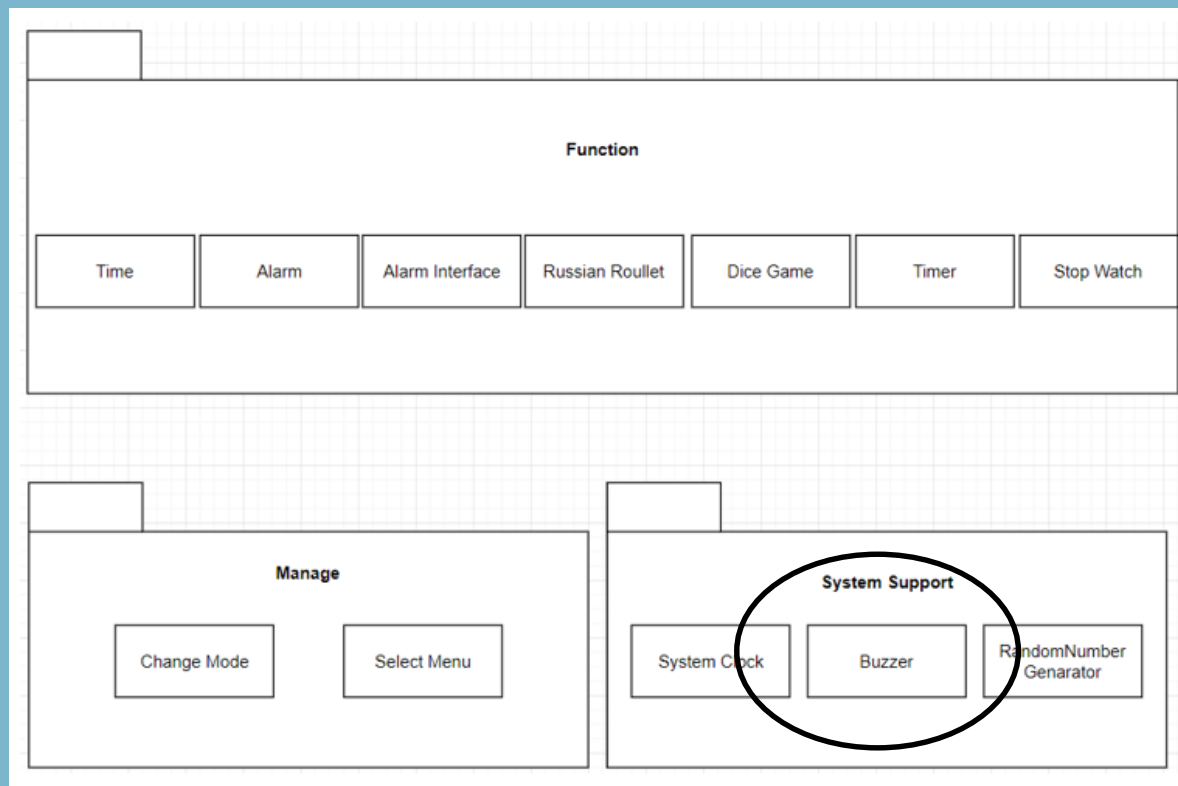 Function
Time
Alarm
Alarm Interface
Russian Roullet
Dice Game
Timer
Stop Watch
Manage
Change Mode
Select Menu
System Support
System Clock
Buzzer
RandomNumber
Genarator